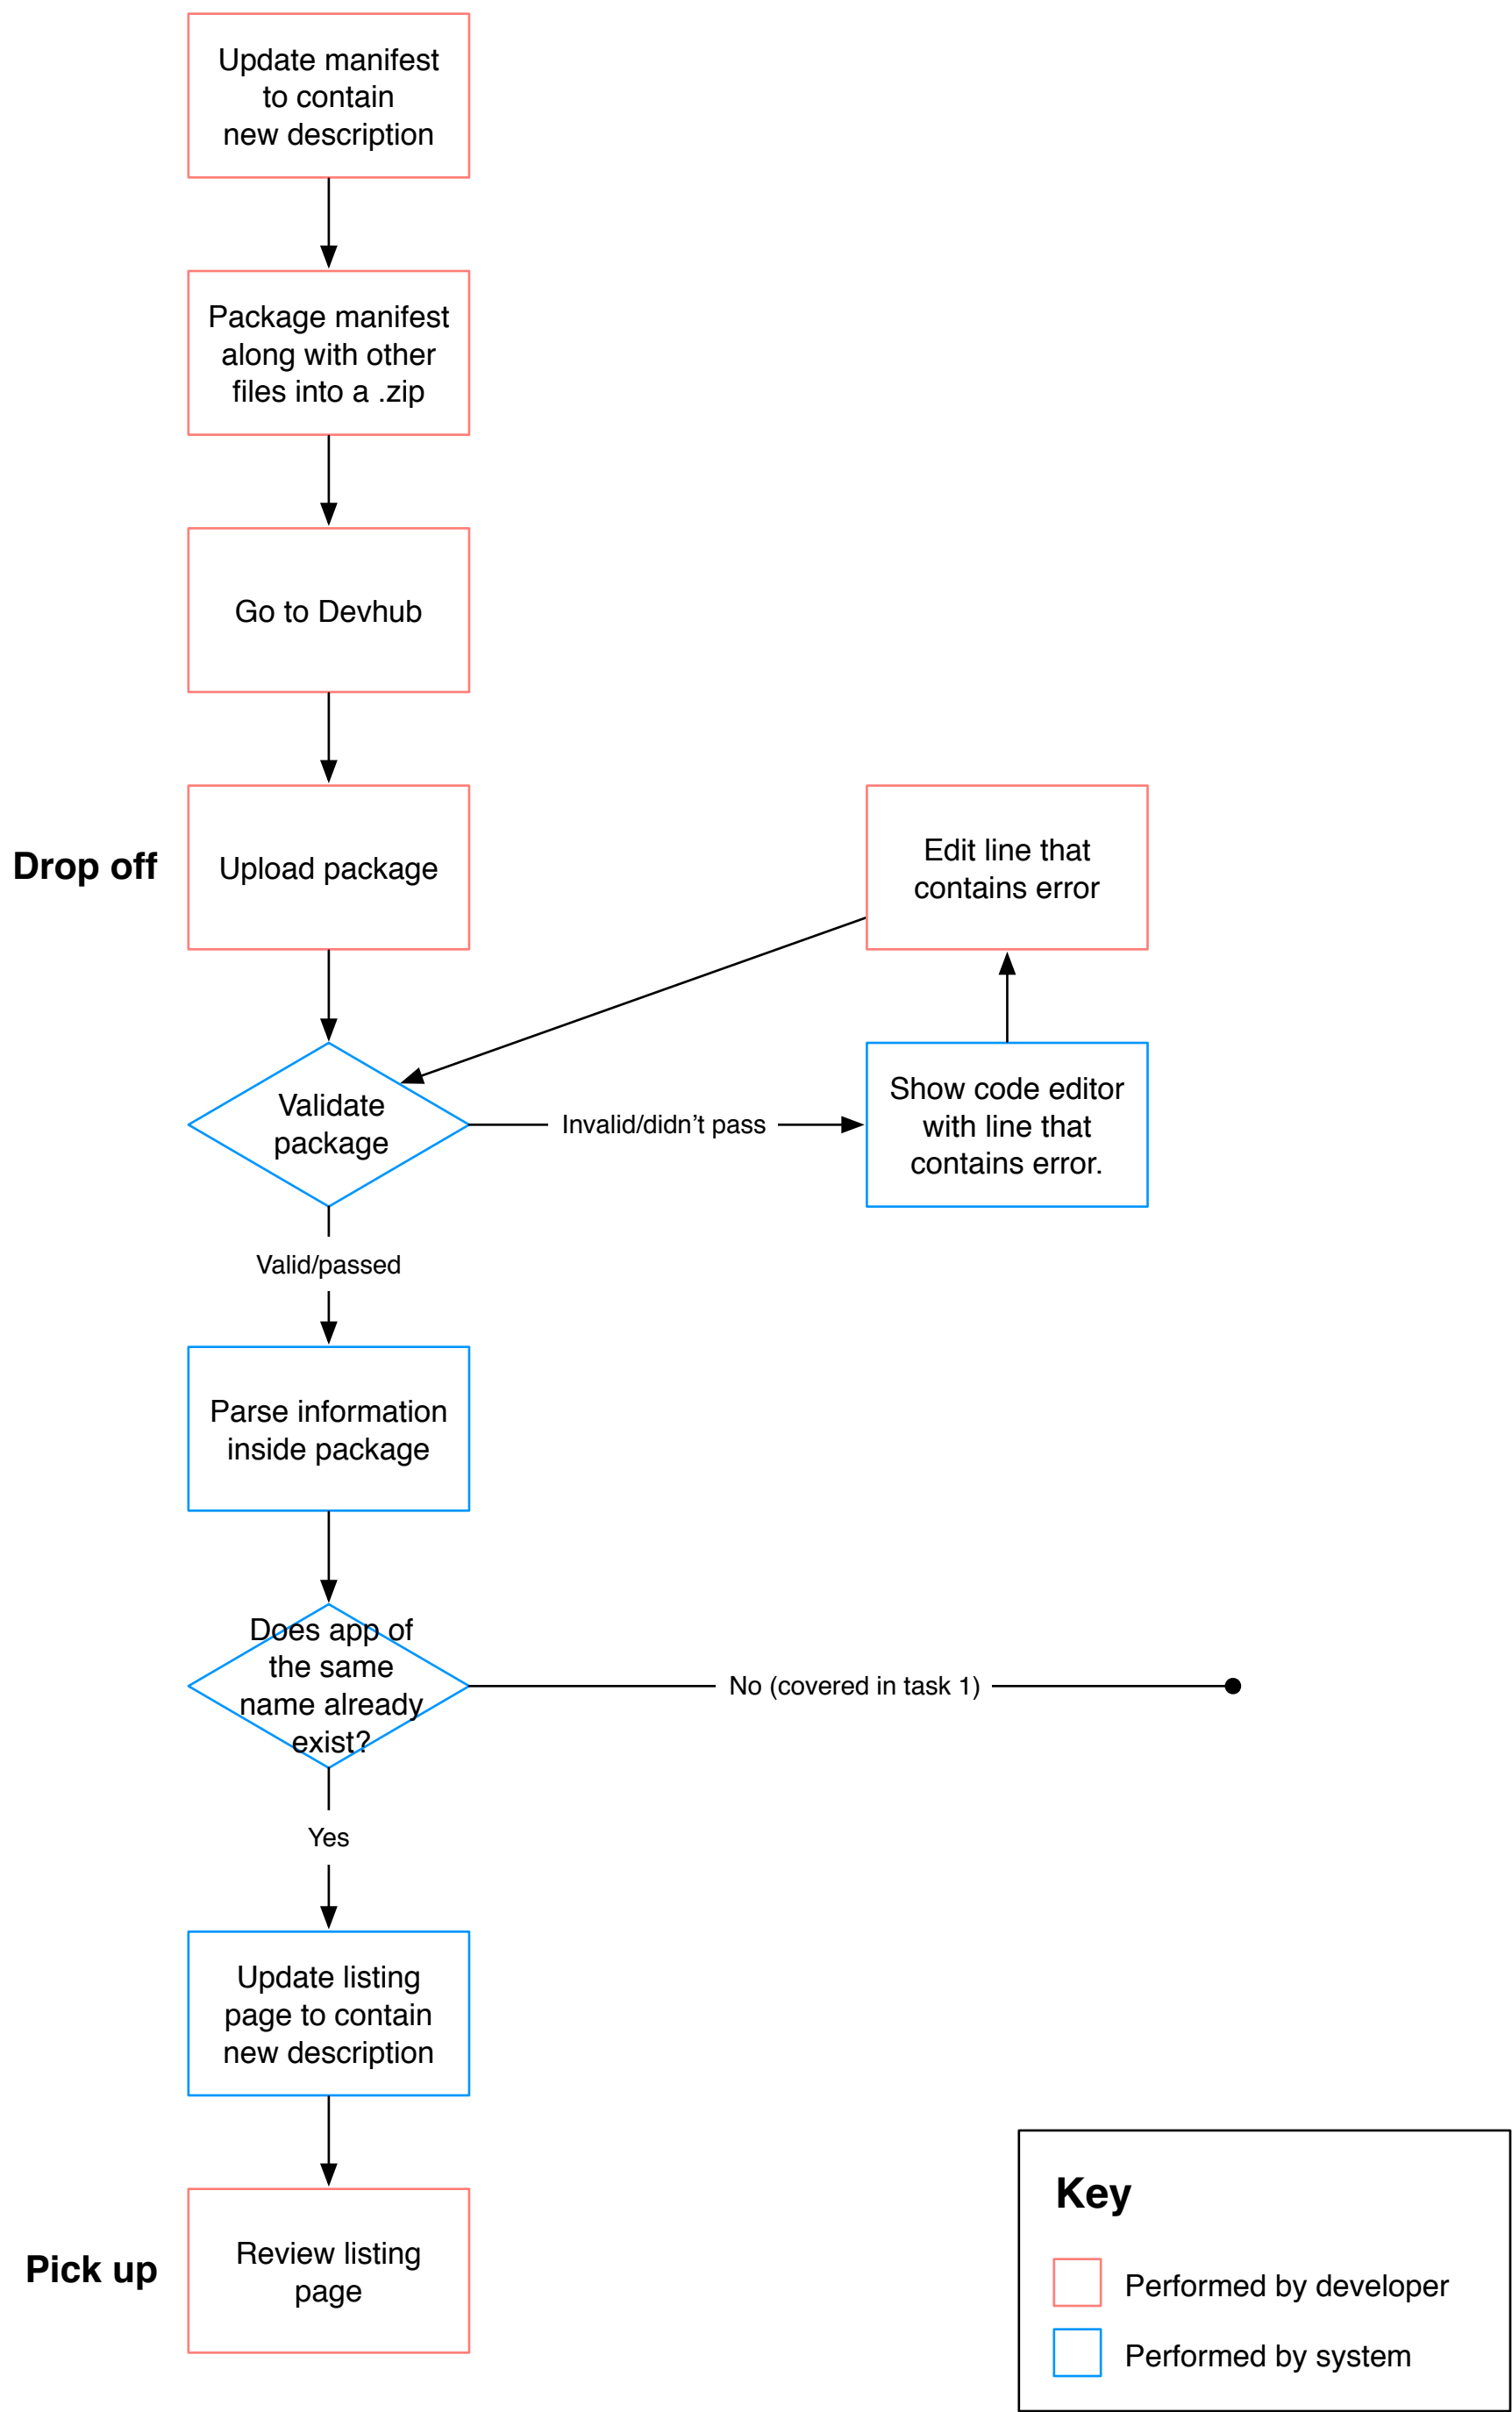 Update manifest
to contain
new description
Package manifest
along with other
files into a .zip
Go to Devhub
Drop off
Upload package
Edit line that
contains error
Validate
package
Invalid/didn’t pass
Show code editor
with line that
contains error.
Valid/passed
Parse information
inside package
Does app of
the same
name already
exist?
No (covered in task 1)
Yes
Update listing
page to contain
new description
Pick up
Review listing
page
Key
Performed by developer
Performed by system